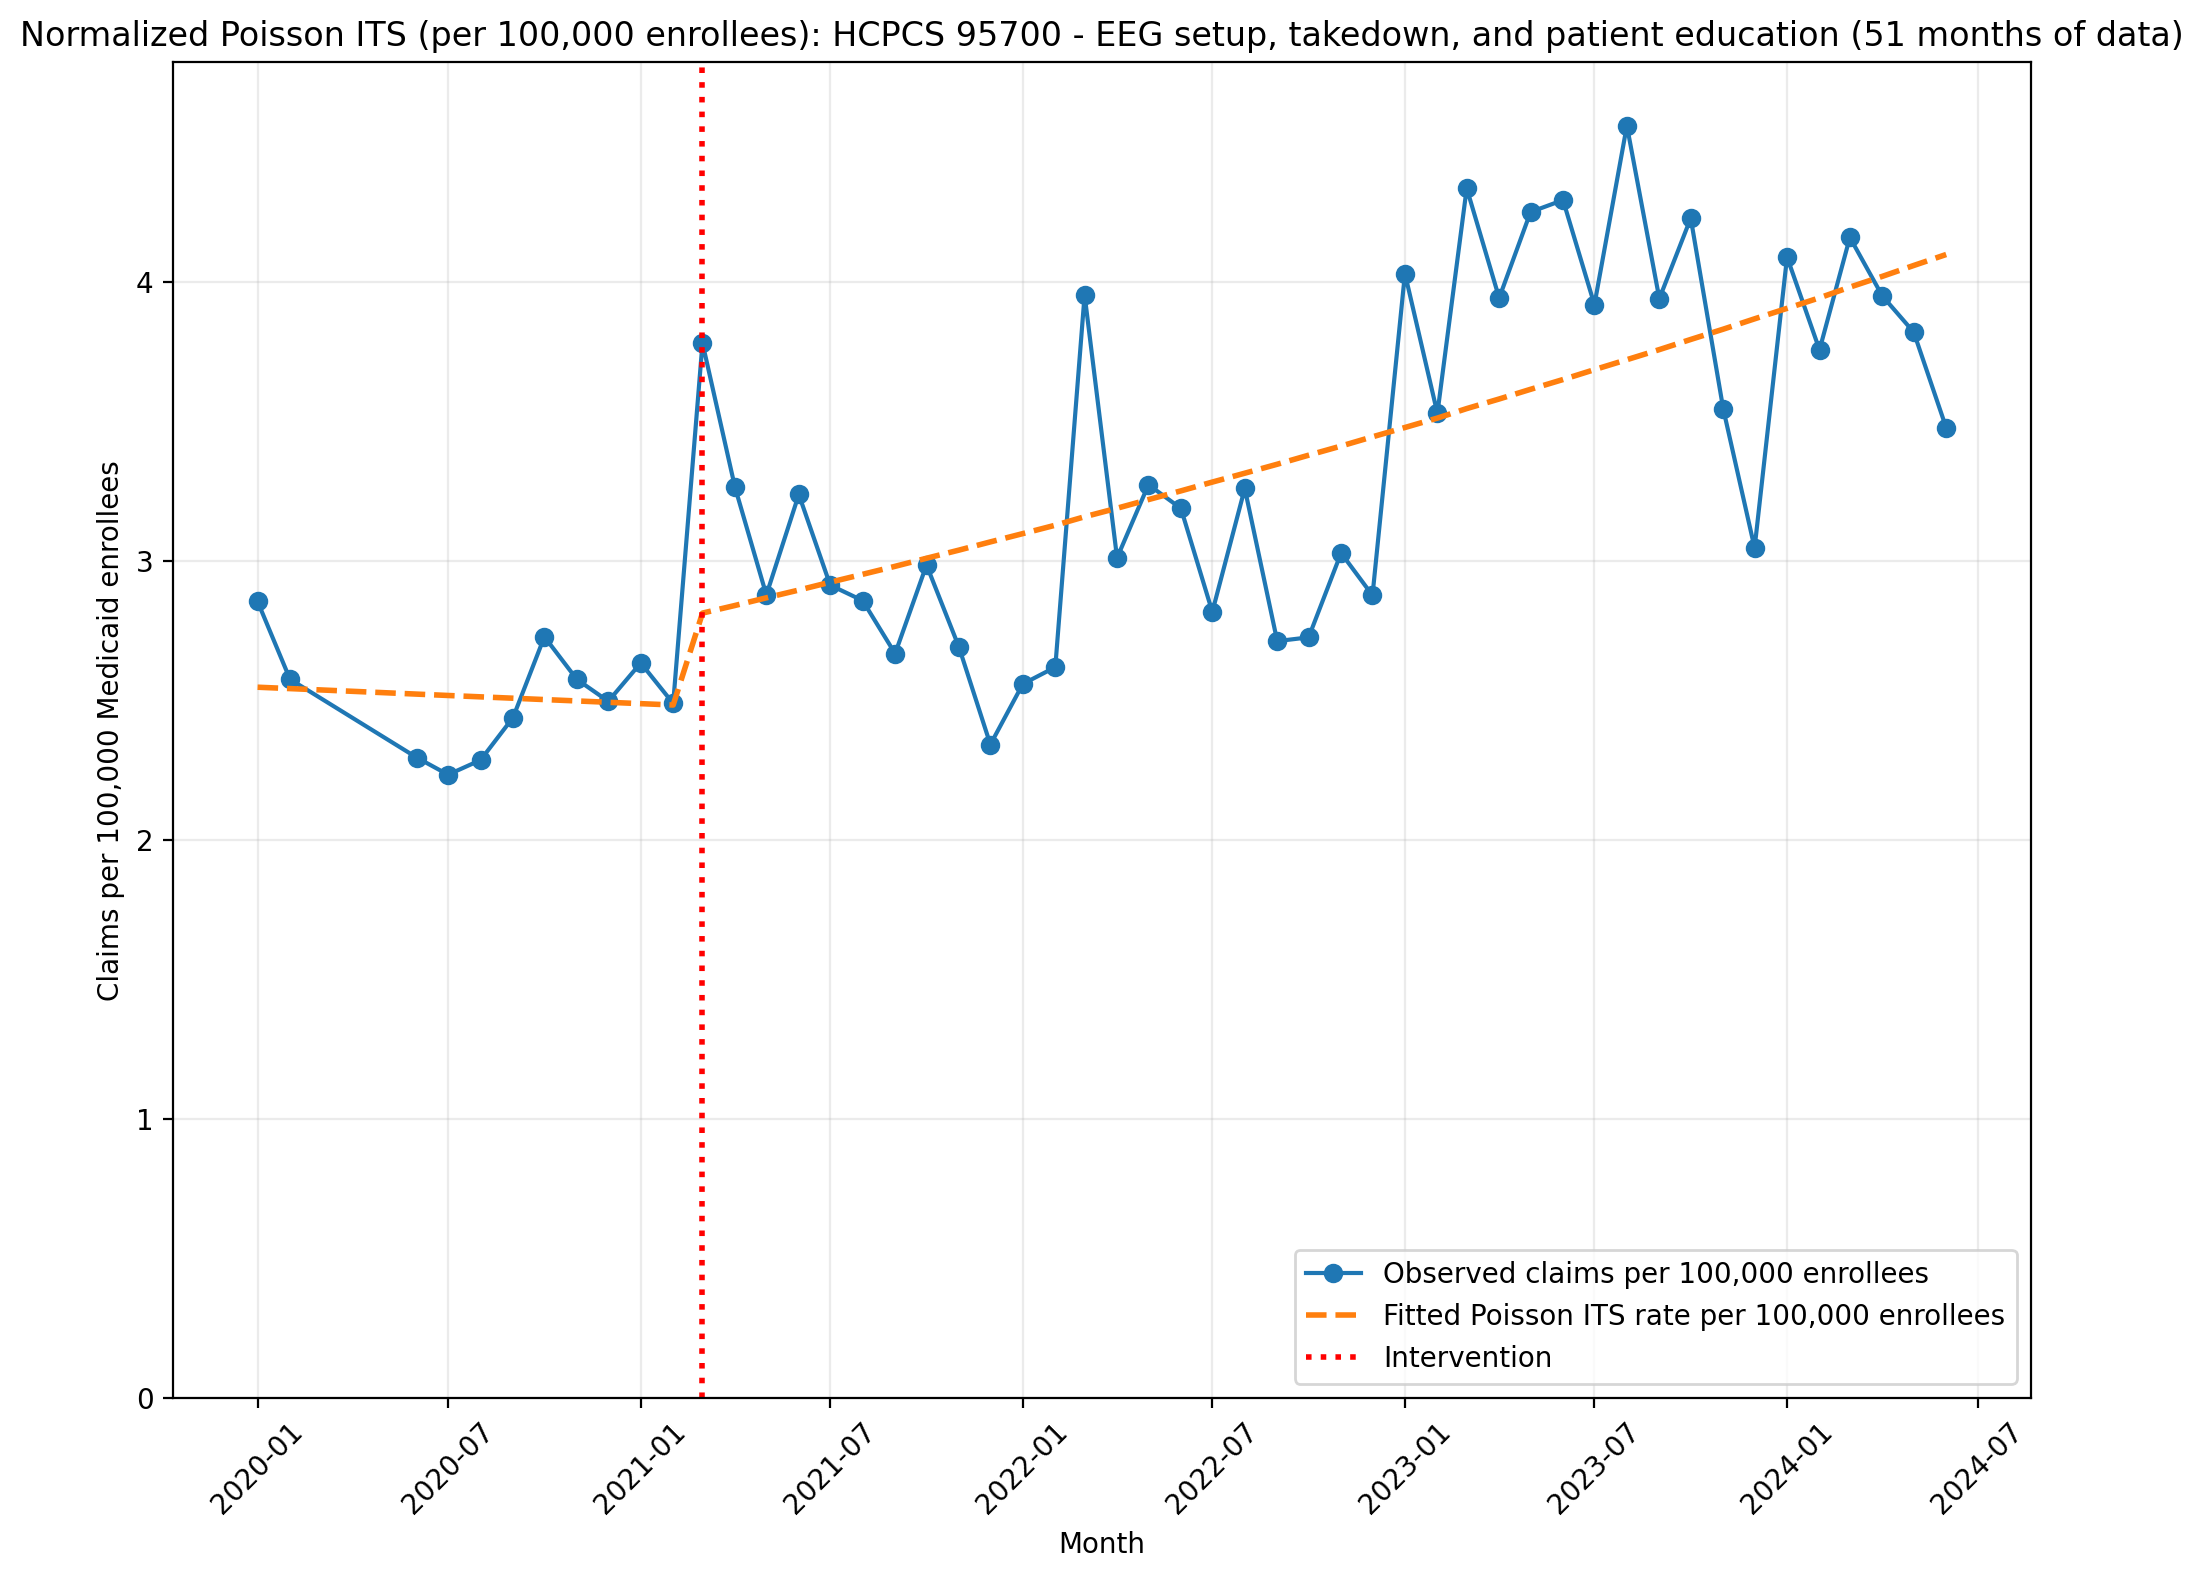 Normalized Poisson ITS (per 100,000 enrollees): HCPCS 95700 - EEG setup, takedown, and patient education (51 months of data)
Claims per 100,000 Medicaid enrollees
4
3
2
1
0
Observed claims per 100,000 enrollees
Fitted Poisson ITS rate per 100,000 enrollees
Intervention
2020-01
2020-07
2021-01
2021-07
2022-01
2022-07
2023-01
2023-07
2024-01
2024-07
Month